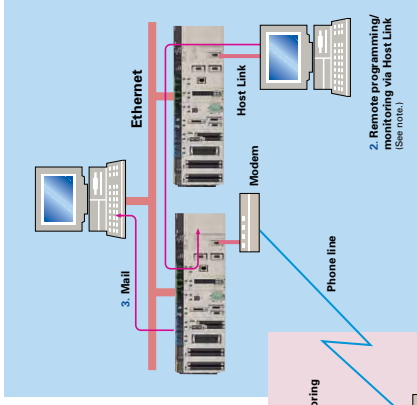 Ethernet
3. Mail
Host Link
Modem
2. Remote programming/
monitoring via Host Link
(See note.)
Phone line
oring